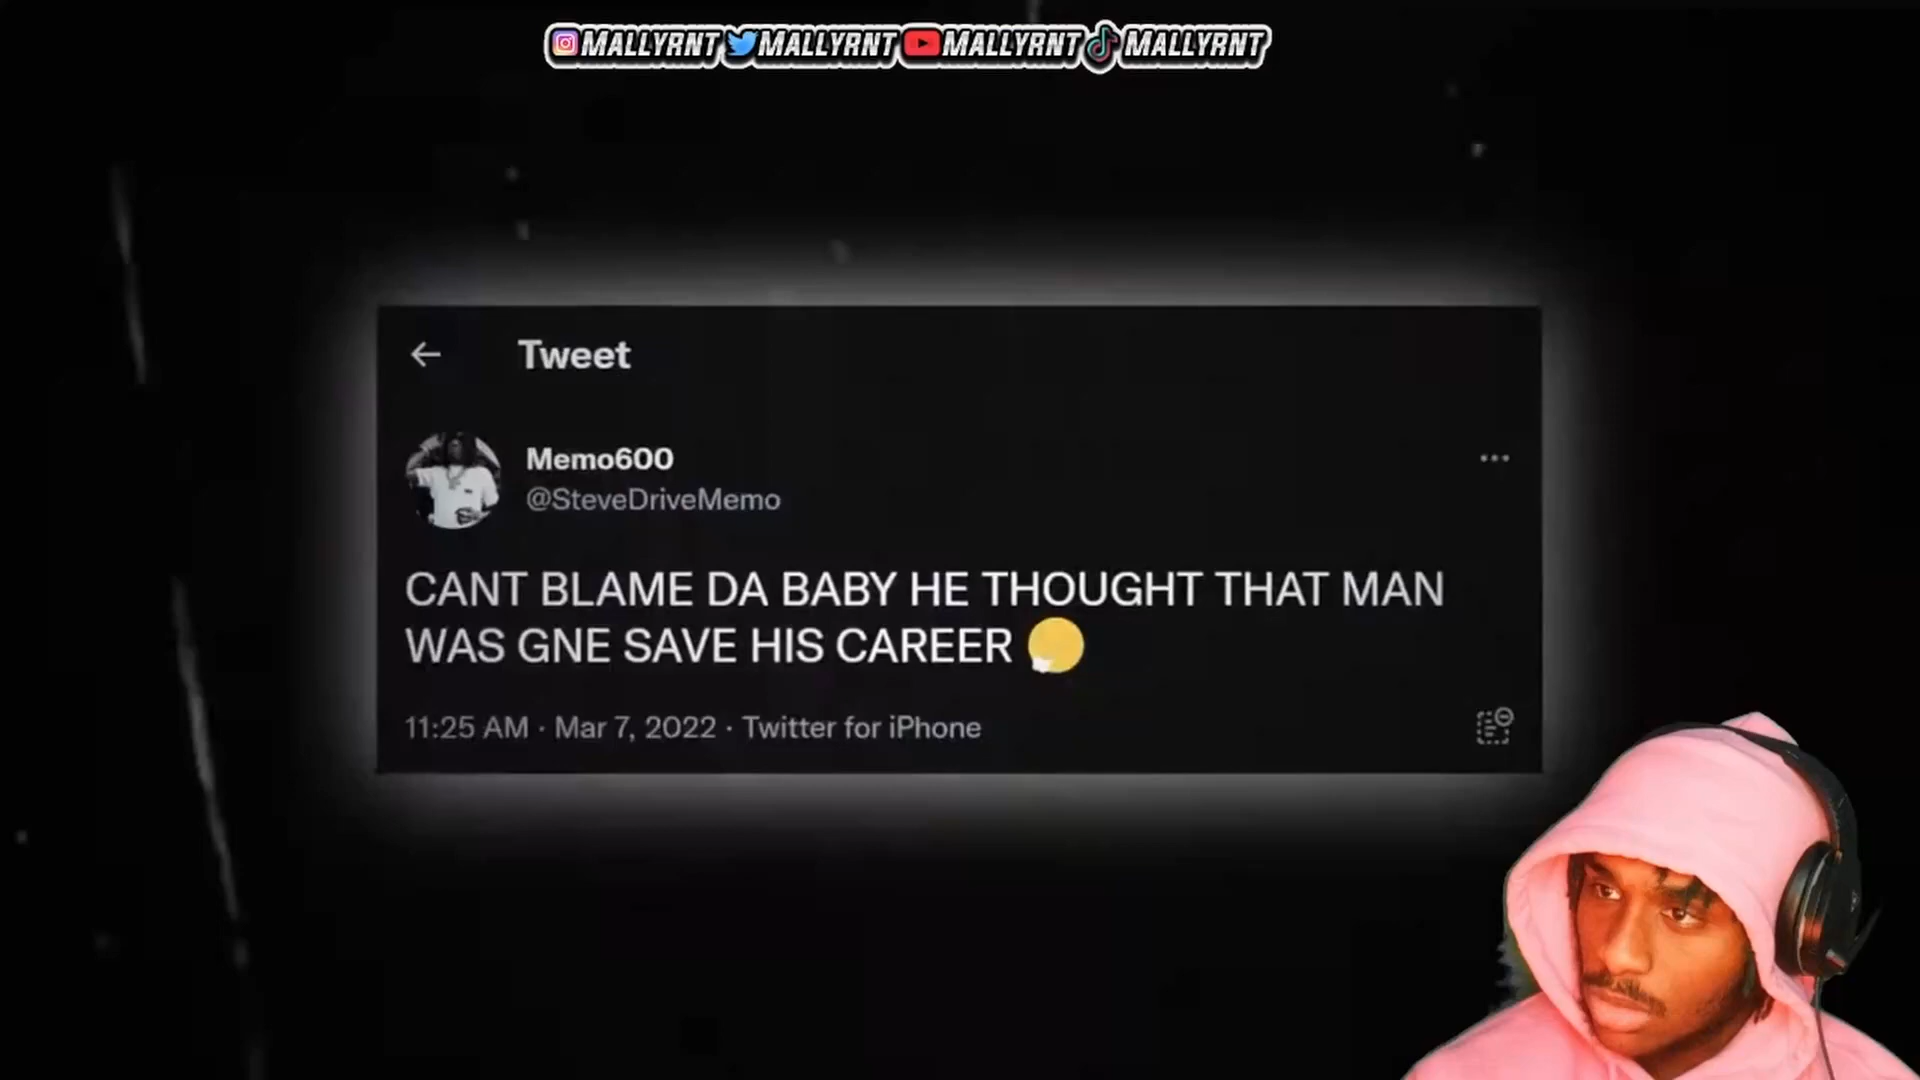 MALLYRNT MALLYRNT MALLYRNT MALLYRNT
Tweet
Memo600
@SteveDriveMemo
CANT BLAME DA BABY HE THOUGHT THAT MAN
WAS GNE SAVE HIS CAREER
11:25 AM · Mar 7, 2022 · Twitter for iPhone